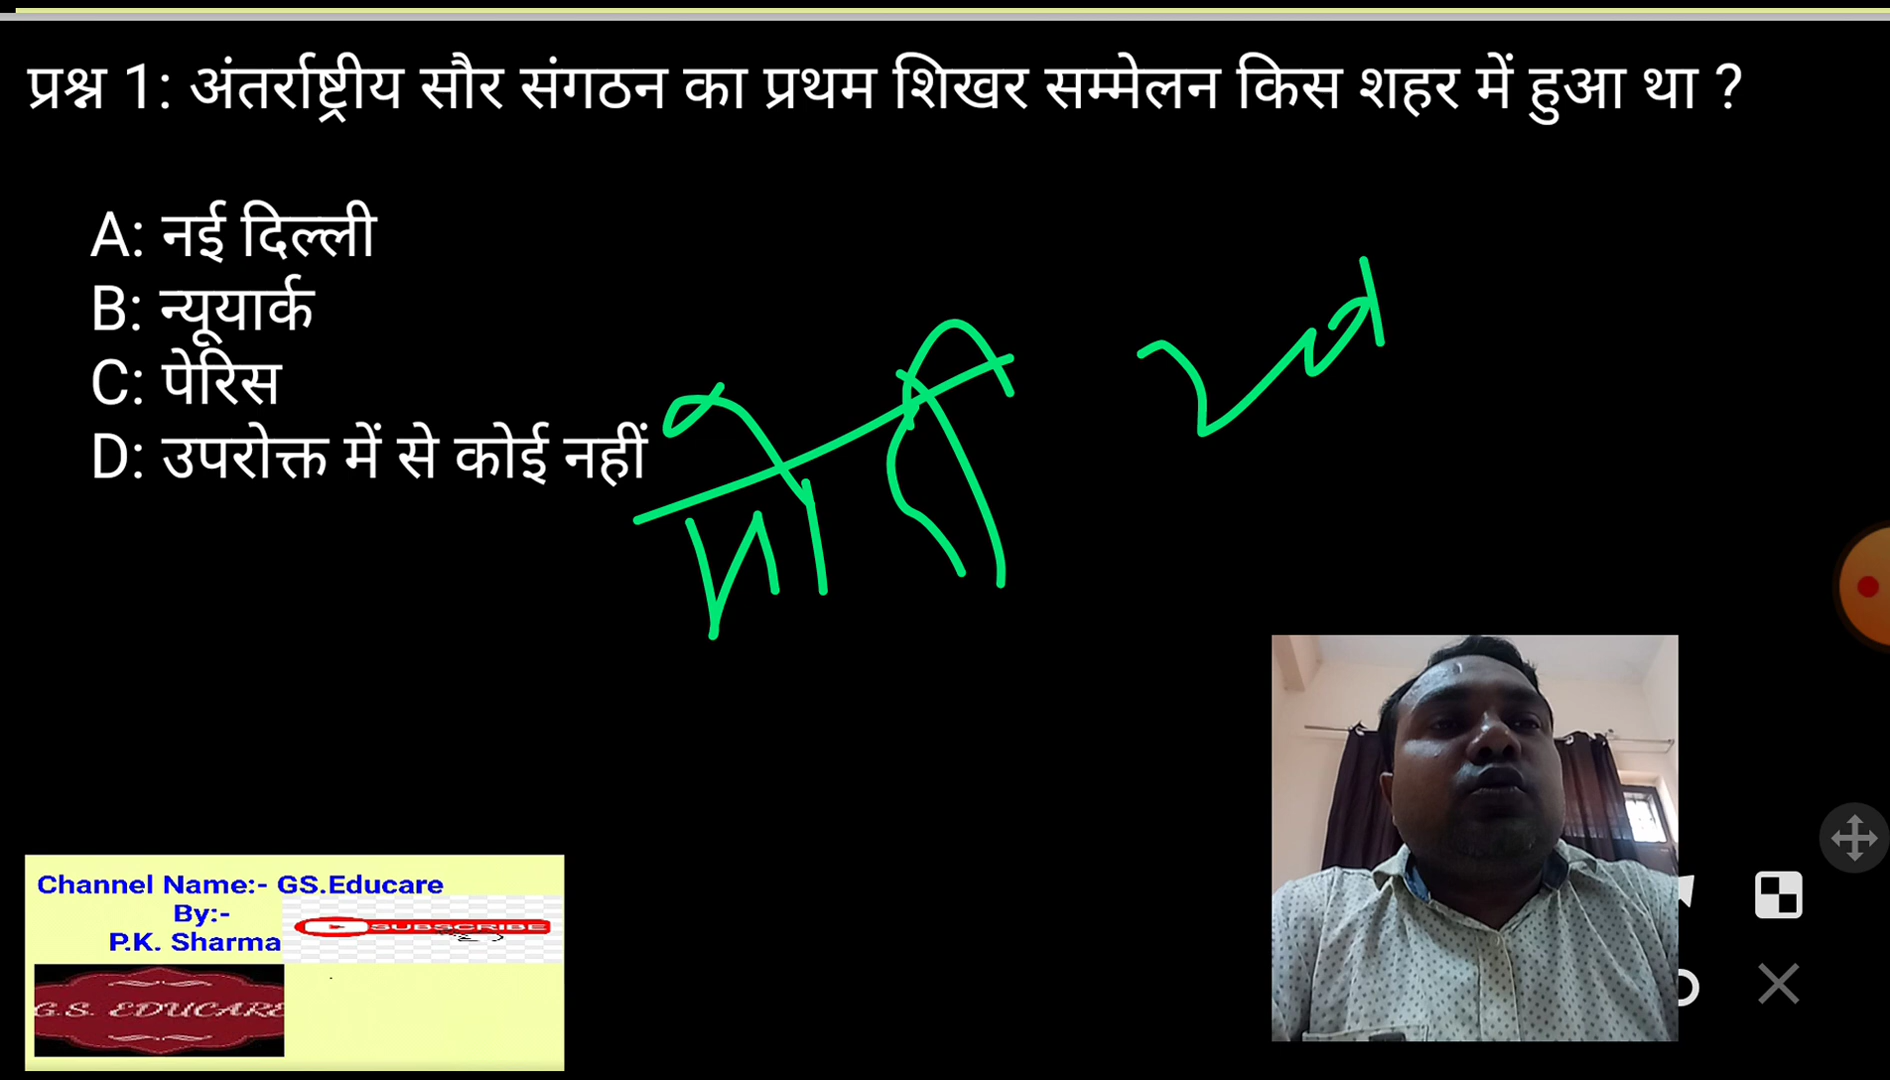 प्रश्न 1: अंतर्राष्ट्रीय सौर संगठन का प्रथम शिखर सम्मेलन किस शहर में हुआ था ?
A: नई दिल्ली
B: न्यूयार्क
C: पेरिस
D: उपरोक्त में से कोई नहीं
Channel Name:- GS.Educare
By:-
P.K. Sharma
SUBSCRIBE
G.S. EDUCARE